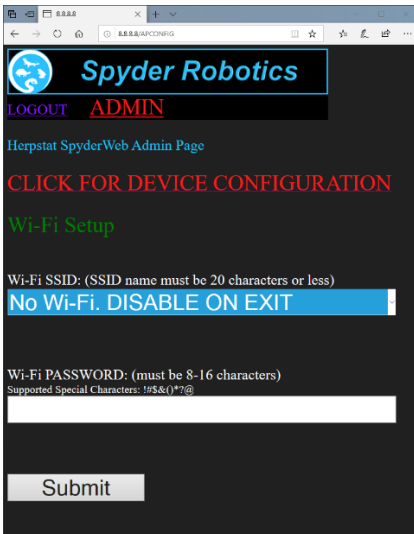 8.8.8.8
8.8.8.8/APCONFIG
Spyder Robotics
LOGOUT ADMIN
Herpstat SpyderWeb Admin Page
CLICK FOR DEVICE CONFIGURATION
Wi-Fi Setup
Wi-Fi SSID: (SSID name must be 20 characters or less)
No Wi-Fi. DISABLE ON EXIT
Wi-Fi PASSWORD: (must be 8-16 characters)
Supported Special Characters: !#$&()*?@
Submit